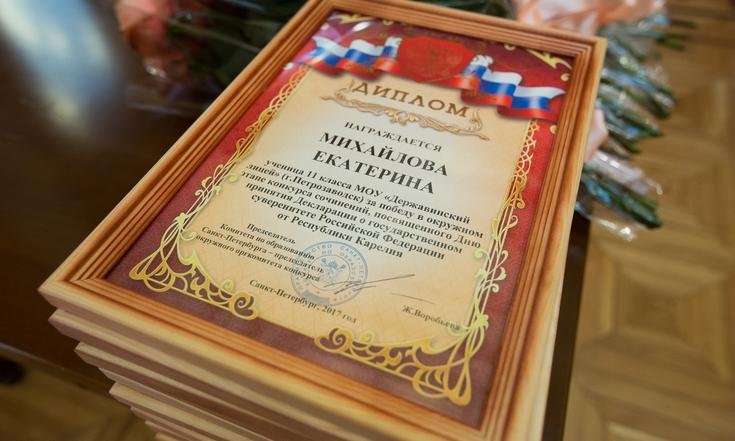 ДИПЛОМ
НАГРАЖДАЕТСЯ
МИХАЙЛОВА
ЕКАТЕРИНА
ученица 11 класса МОУ «Державинский
лицей» (г.Петрозаводск) за победу в окружном
этапе конкурса сочинений, посвященного Дню
принятия Декларации о государственном
суверенитете Российской Федерации
от Республики Карелия
Председатель
Комитета по образованию
Санкт-Петербурга – председатель
окружного оргкомитета конкурса
Ж.Воробьева
Санкт-Петербург, 2017 год